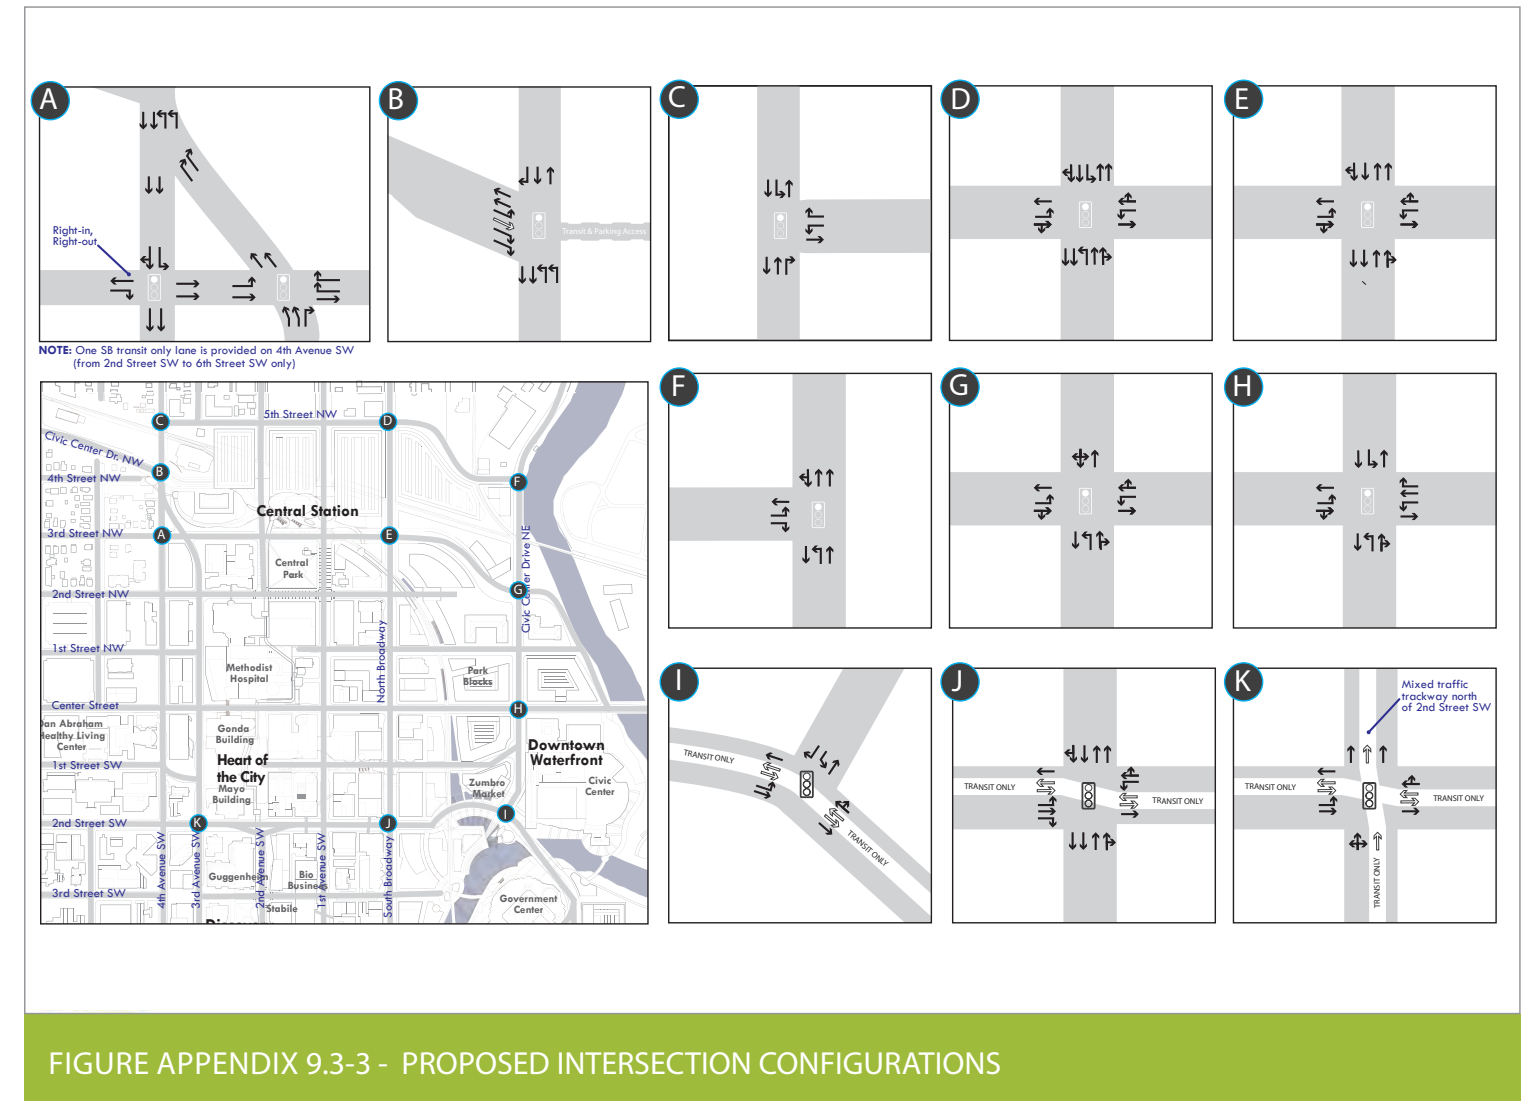 A
B
C
D
E
Right-in,
Right-out
Transit & Parking Access
NOTE: One SB transit only lane is provided on 4th Avenue SW
(from 2nd Street SW to 6th Street SW only)
F
G
H
C
5th Street NW
D
Civic Center Dr. NW
B
4th Street NW
F
Central Station
3rd Street NW
A
E
Civic Center Drive NE
Central
Park
G
2nd Street NW
North Broadway
1st Street NW
Methodist
Hospital
Park
Blocks
Center Street
H
Dan Abraham
Healthy Living
Center
Gonda
Building
Downtown
Waterfront
1st Street SW
Heart of
the City
Mayo
Building
Zumbro
Market
Civic
Center
2nd Street SW
K
J
I
4th Avenue SW
3rd Avenue SW
2nd Avenue SW
1st Avenue SW
South Broadway
Guggenheim
Bio
Business
3rd Street SW
Stabile
Government
Center
I
TRANSIT ONLY
TRANSIT ONLY
J
TRANSIT ONLY
TRANSIT ONLY
K
Mixed traffic
trackway north
of 2nd Street SW
TRANSIT ONLY
TRANSIT ONLY
TRANSIT ONLY
FIGURE APPENDIX 9.3-3 - PROPOSED INTERSECTION CONFIGURATIONS